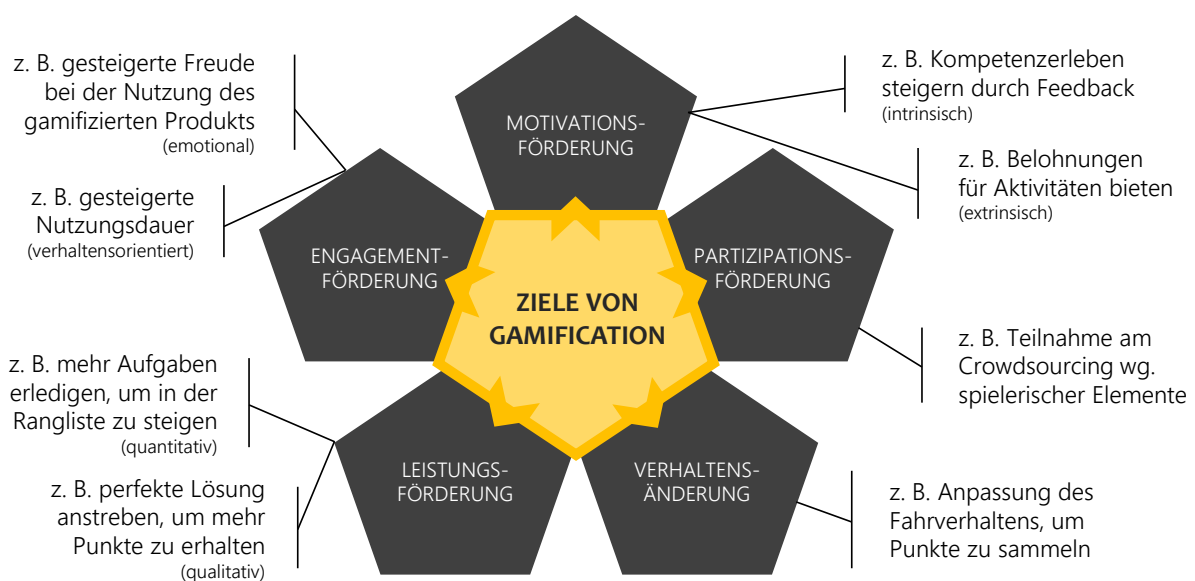 z. B. gesteigerte Freude
bei der Nutzung des
gamifizierten Produkts
(emotional)
z. B. gesteigerte
Nutzungsdauer
(verhaltensorientiert)
MOTIVATIONS-
FÖRDERUNG
z. B. Kompetenzerleben
steigern durch Feedback
(intrinsisch)
z. B. Belohnungen
für Aktivitäten bieten
(extrinsisch)
ENGAGEMENT-
FÖRDERUNG
PARTIZIPATIONS-
FÖRDERUNG
ZIELE VON
GAMIFICATION
z. B. Teilnahme am
Crowdsourcing wg.
spielerischer Elemente
z. B. mehr Aufgaben
erledigen, um in der
Rangliste zu steigen
(quantitativ)
z. B. perfekte Lösung
anstreben, um mehr
Punkte zu erhalten
(qualitativ)
LEISTUNGS-
FÖRDERUNG
VERHALTENS-
ÄNDERUNG
z. B. Anpassung des
Fahrverhaltens, um
Punkte zu sammeln